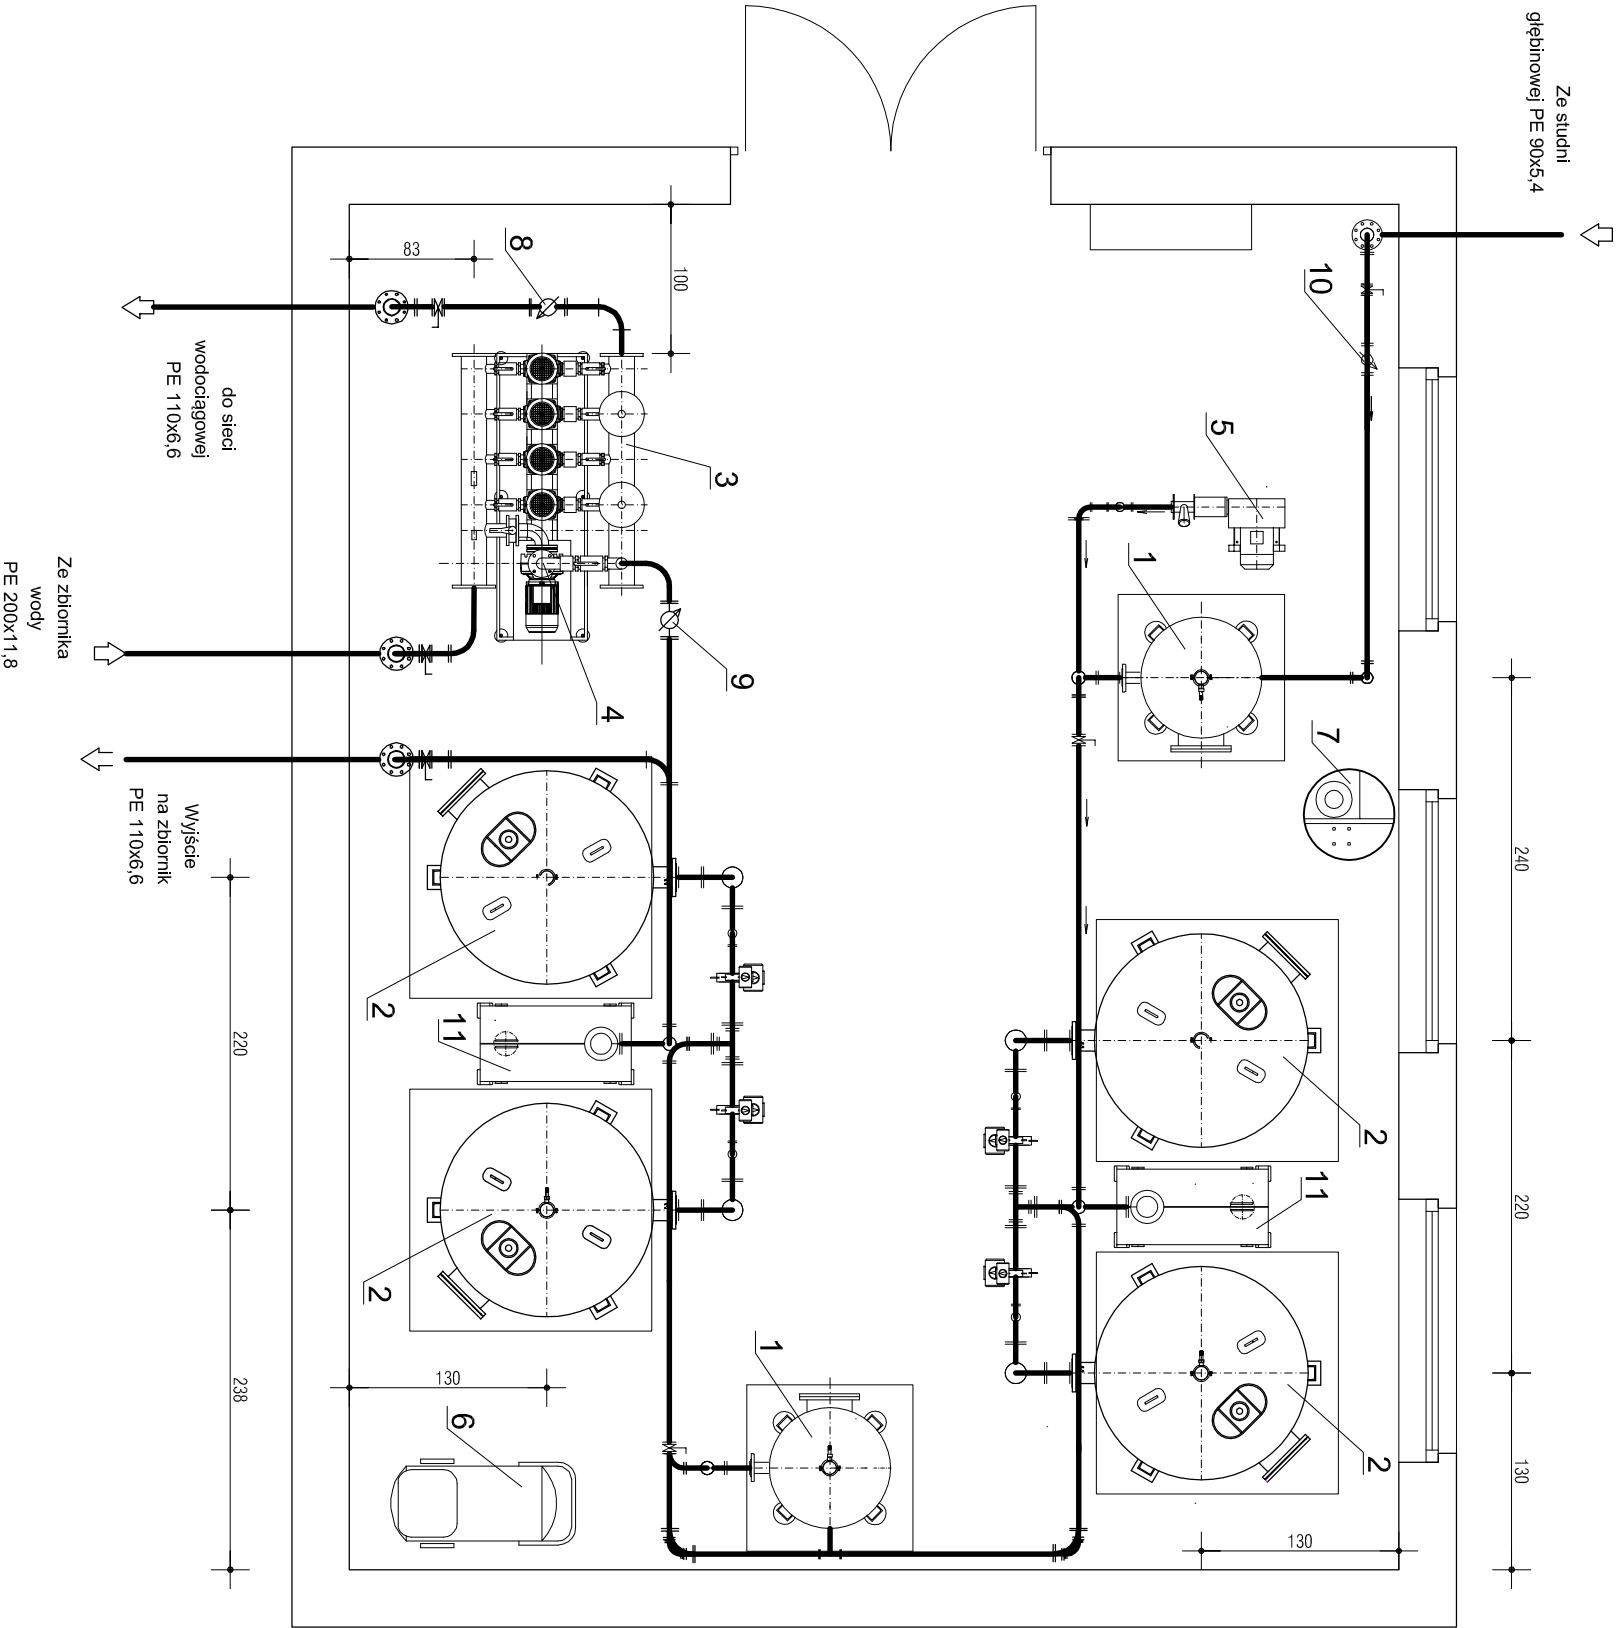 Ze studni
głębinowej PE 90x5,4
10
5
1
7
240
2
11
220
2
130
130
8
83
100
3
do sieci
wodociągowej
PE 110x6,6
9
4
Ze zbiornika
wody
PE 200x11,8
Wyjście
na zbiornik
PE 110x6,6
2
11
220
2
1
238
130
6